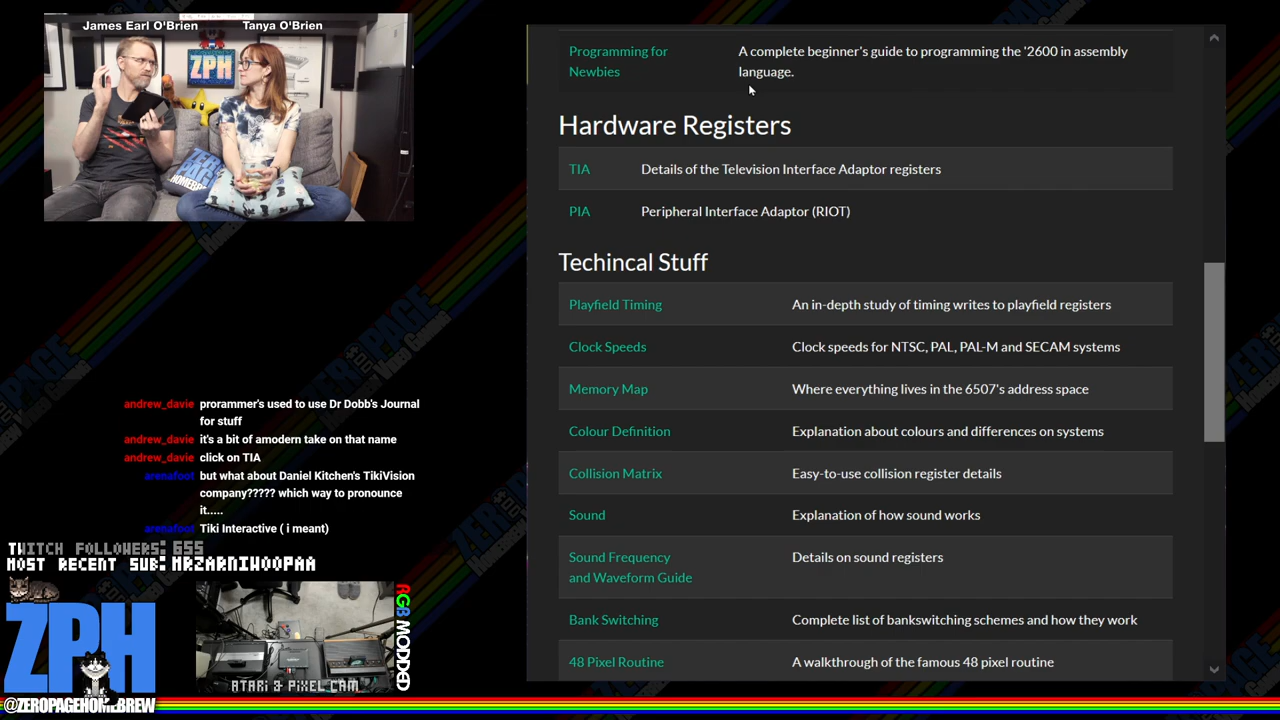 James Earl O'Brien
Tanya O'Brien
ZPH
ZERO PAGE
HOMEBREW
andrew_davie prorammer's used to use Dr Dobb's Journal
for stuff
andrew_davie it's a bit of amodern take on that name
andrew_davie click on TIA
arenafoot but what about Daniel Kitchen's TikiVision
company????? which way to pronounce
it.....
arenafoot Tiki Interactive ( i meant)
TWITCH FOLLOWERS: 655
MOST RECENT SUB: MRZARNIWOOPAA
ZPH
@ZEROPAGEHOMEBREW
RGB MODDED
ATARI & PIXEL CAM
Programming for
Newbies
A complete beginner's guide to programming the '2600 in assembly
language.
Hardware Registers
TIA Details of the Television Interface Adaptor registers
PIA Peripheral Interface Adaptor (RIOT)
Techincal Stuff
Playfield Timing An in-depth study of timing writes to playfield registers
Clock Speeds Clock speeds for NTSC, PAL, PAL-M and SECAM systems
Memory Map Where everything lives in the 6507's address space
Colour Definition Explanation about colours and differences on systems
Collision Matrix Easy-to-use collision register details
Sound Explanation of how sound works
Sound Frequency
and Waveform Guide
Details on sound registers
Bank Switching Complete list of bankswitching schemes and how they work
48 Pixel Routine A walkthrough of the famous 48 pixel routine